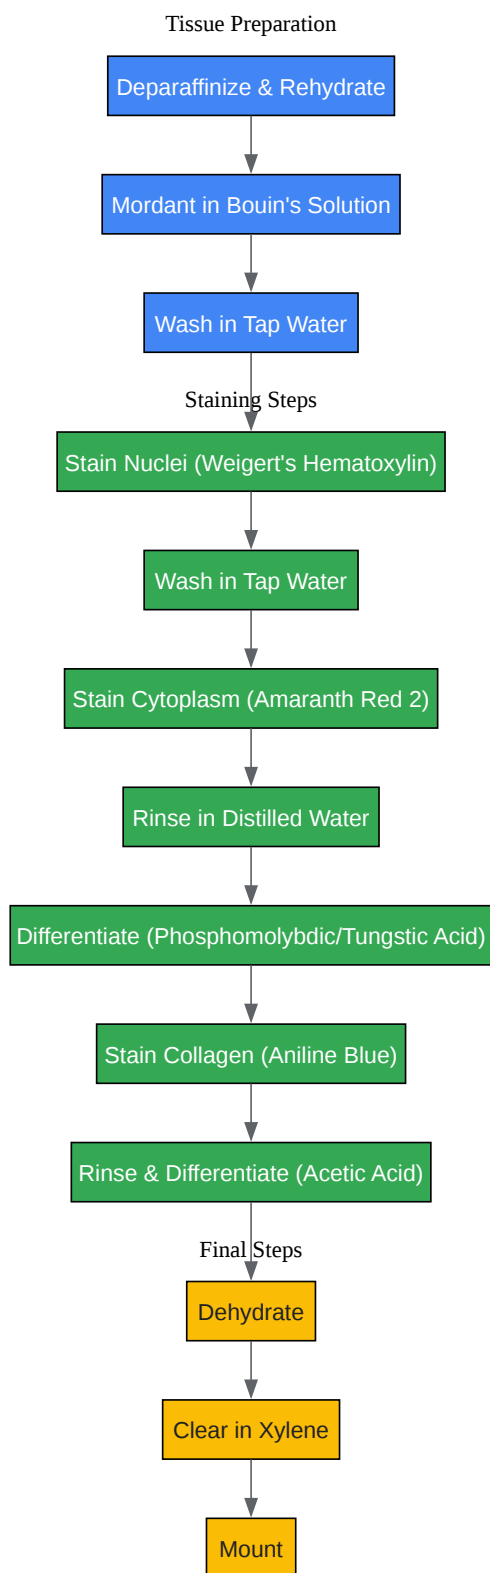 Tissue Preparation
Deparaffinize & Rehydrate
Mordant in Bouin's Solution
Wash in Tap Water
Staining Steps
Stain Nuclei (Weigert's Hematoxylin)
Wash in Tap Water
Stain Cytoplasm (Amaranth Red 2)
Rinse in Distilled Water
Differentiate (Phosphomolybdic/Tungstic Acid)
Stain Collagen (Aniline Blue)
Rinse & Differentiate (Acetic Acid)
Final Steps
Dehydrate
Clear in Xylene
Mount